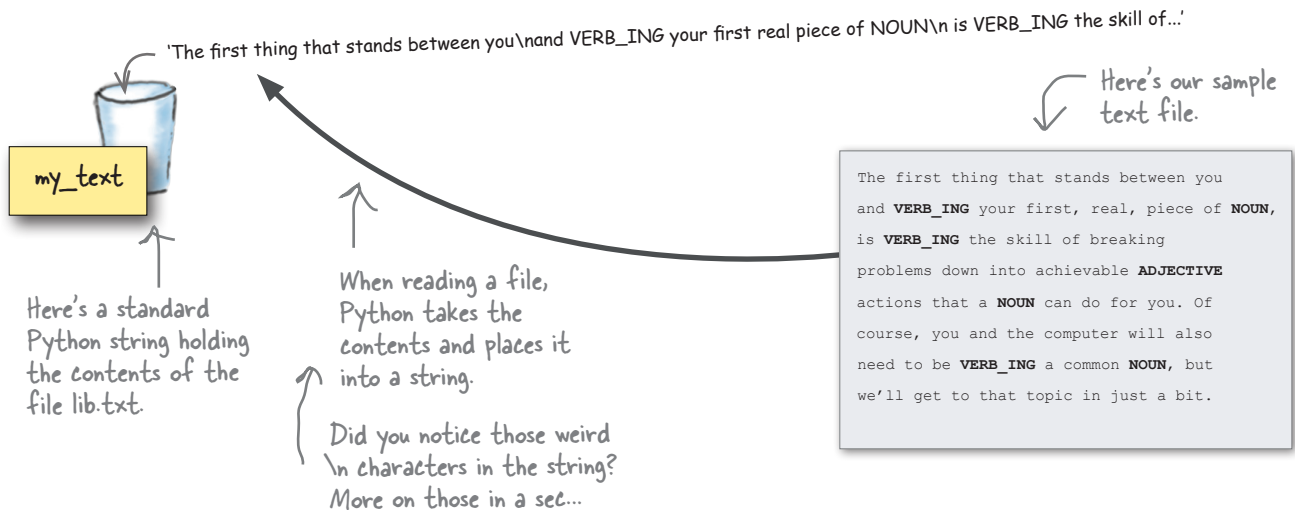 'The first thing that stands between you\nand VERB_ING your first real piece of NOUN\n is VERB_ING the skill of...'
Here's our sample
text file.
my_text
The first thing that stands between you
and VERB_ING your first, real, piece of NOUN,
is VERB_ING the skill of breaking
problems down into achievable ADJECTIVE
actions that a NOUN can do for you. Of
course, you and the computer will also
need to be VERB_ING a common NOUN, but
we'll get to that topic in just a bit.
Here's a standard
Python string holding
the contents of the
file lib.txt.
When reading a file,
Python takes the
contents and places it
into a string.
Did you notice those weird
\n characters in the string?
More on those in a sec...